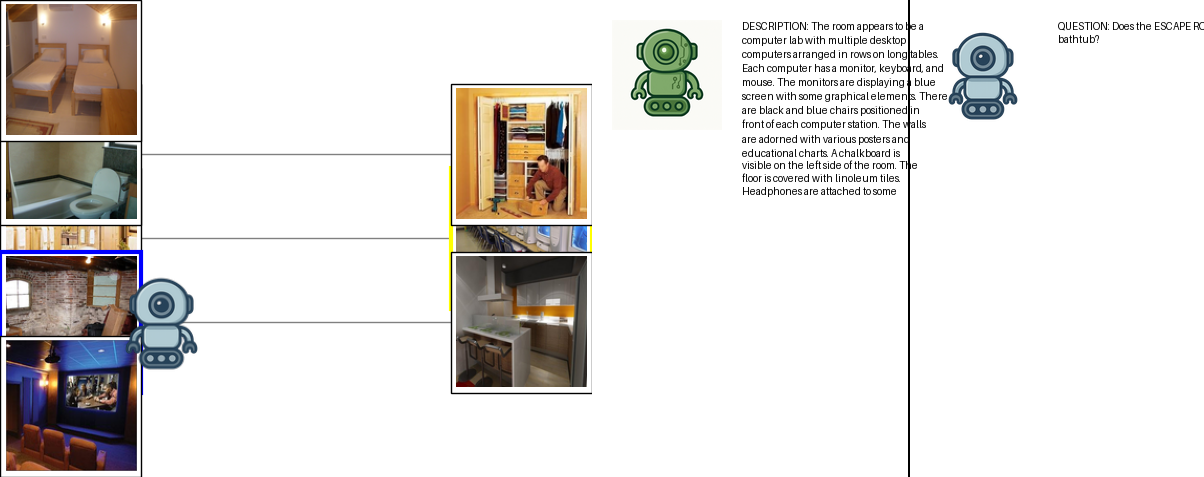 DESCRIPTION: The room appears to be a
computer lab with multiple desktop
computers arranged in rows on long tables.
Each computer has a monitor, keyboard, and
mouse. The monitors are displaying a blue
screen with some graphical elements. There
are black and blue chairs positioned in
front of each computer station. The walls
are adorned with various posters and
educational charts. A chalkboard is
visible on the left side of the room. The
floor is covered with linoleum tiles.
Headphones are attached to some
QUESTION: Does the ESCAPE
bathtub?